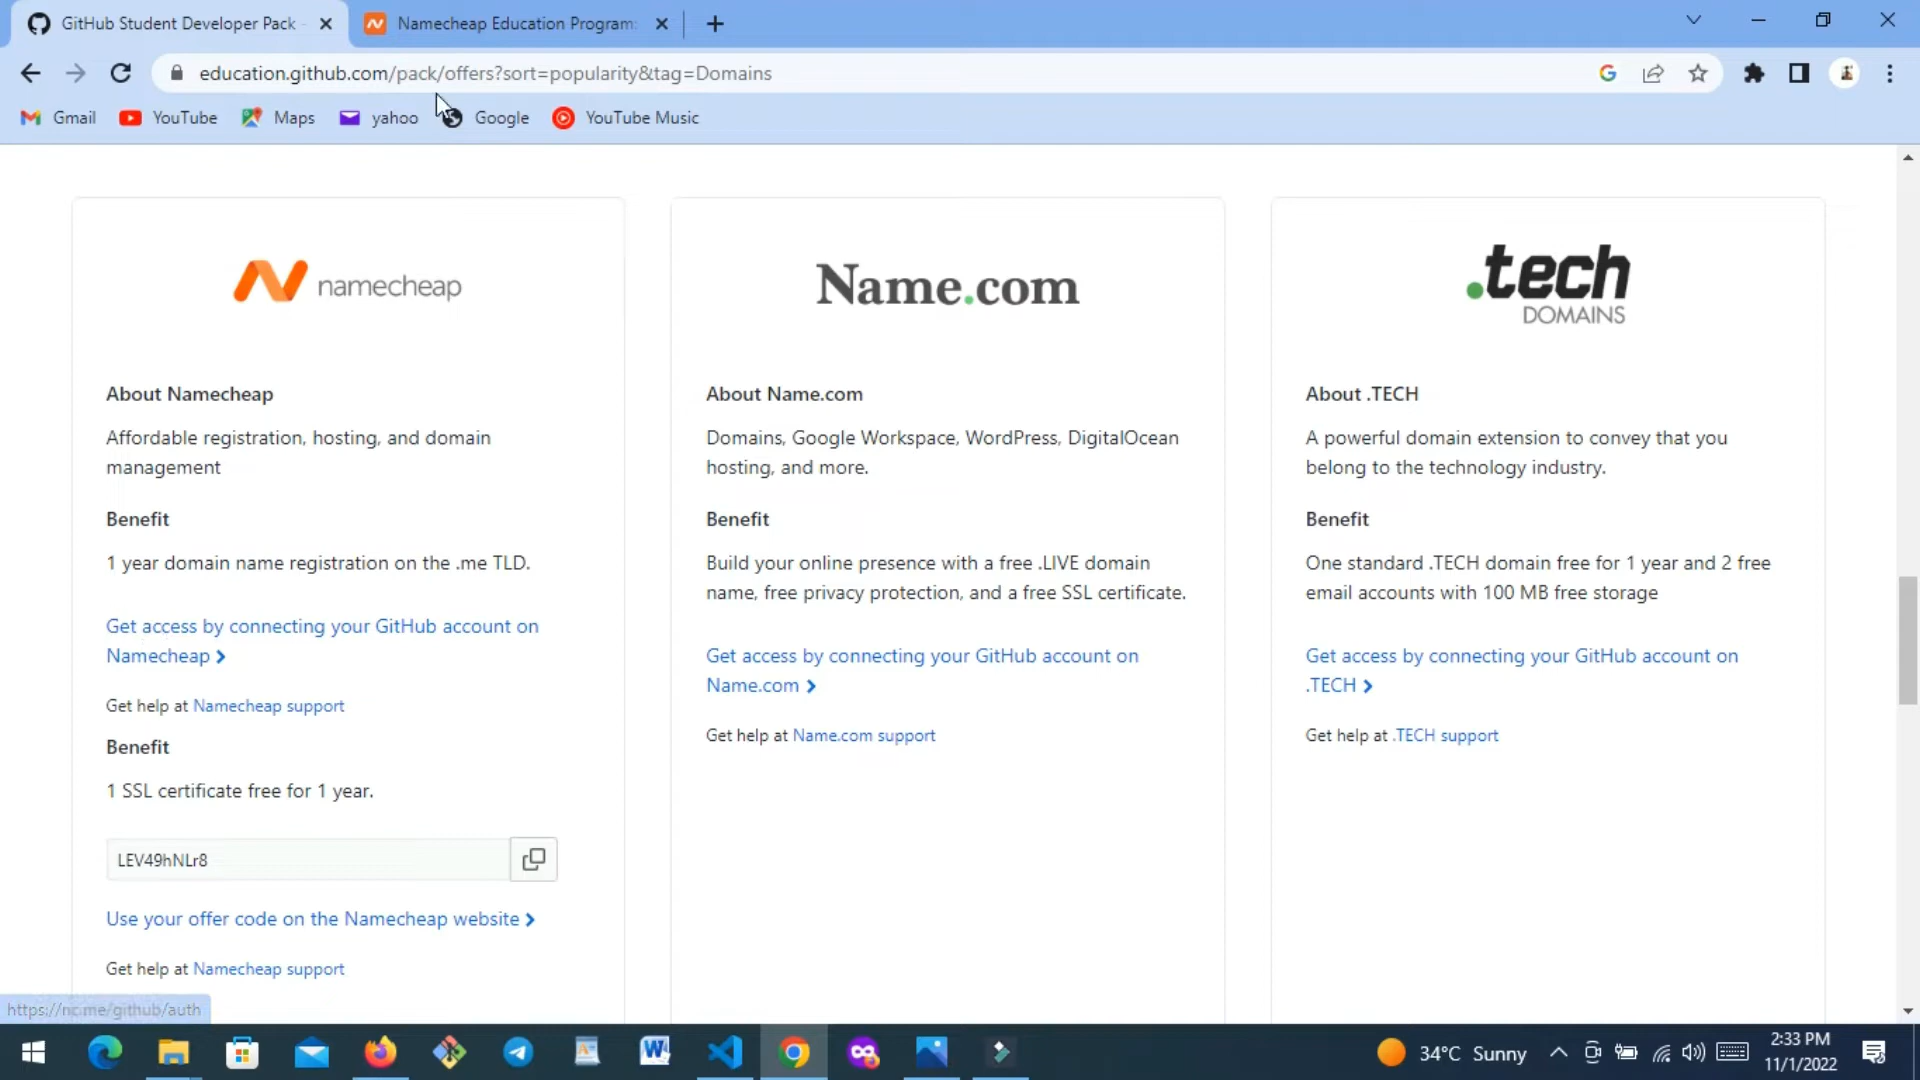 GitHub Student Developer Pack
Namecheap Education Program:
education.github.com/pack/offers?sort=popularity&tag=Domains
Gmail
YouTube
Maps
yahoo
Google
YouTube Music
namecheap
About Namecheap
Affordable registration, hosting, and domain
management
Benefit
1 year domain name registration on the .me TLD.
Get access by connecting your GitHub account on
Namecheap
Get help at Namecheap support
Benefit
1 SSL certificate free for 1 year.
LEV49hNLr8
Use your offer code on the Namecheap website
Get help at Namecheap support
Name.com
About Name.com
Domains, Google Workspace, WordPress, DigitalOcean
hosting, and more.
Benefit
Build your online presence with a free .LIVE domain
name, free privacy protection, and a free SSL certificate.
Get access by connecting your GitHub account on
Name.com
Get help at Name.com support
.tech
DOMAINS
About .TECH
A powerful domain extension to convey that you
belong to the technology industry.
Benefit
One standard .TECH domain free for 1 year and 2 free
email accounts with 100 MB free storage
Get access by connecting your GitHub account on
.TECH
Get help at .TECH support
https://nc.me/github/auth
34°C Sunny
2:33 PM
11/1/2022